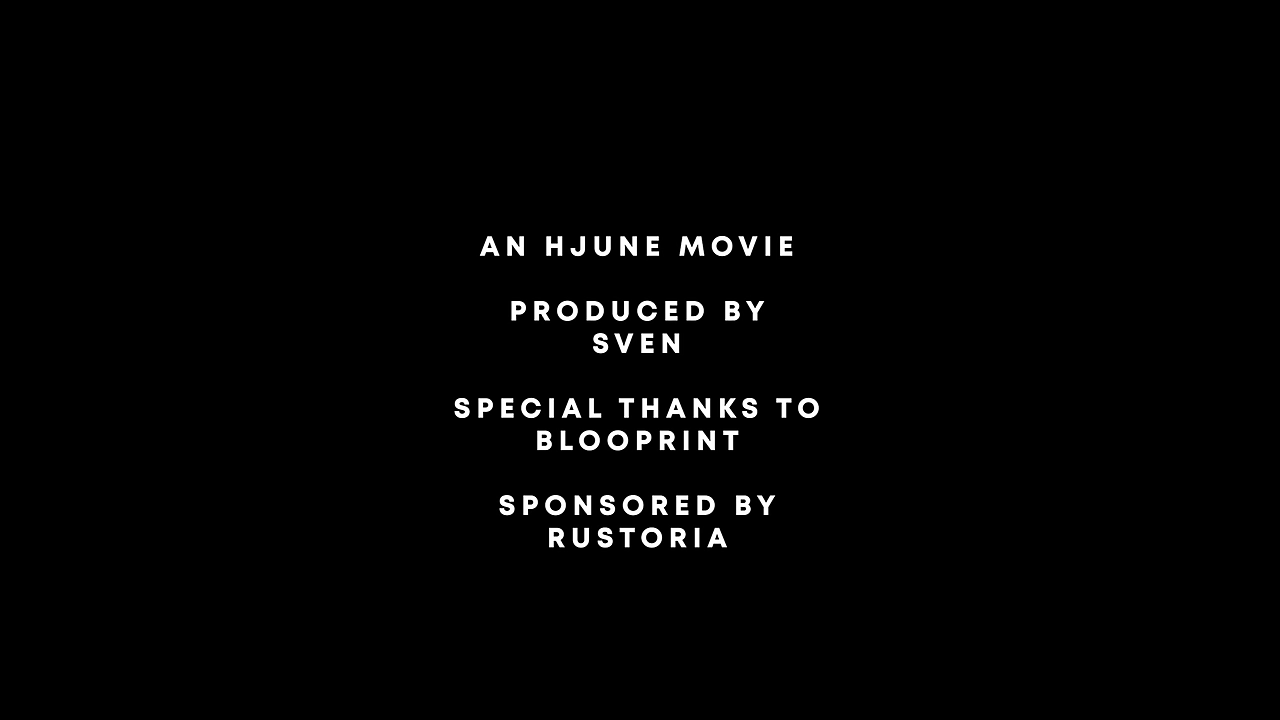 AN HJUNE MOVIE
PRODUCED BY
SVEN
SPECIAL THANKS TO
BLOOPRINT
SPONSORED BY
RUSTORIA